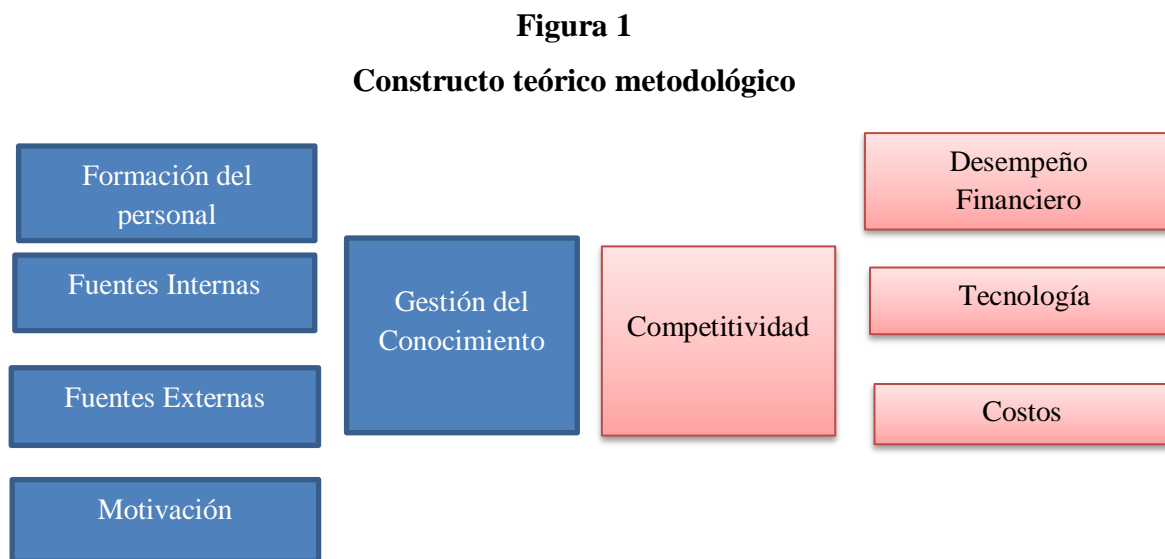 Figura 1
Constructo teórico metodológico
Formación del
personal
Fuentes Internas
Fuentes Externas
Motivación
Gestión del
Conocimiento
Competitividad
Desempeño
Financiero
Tecnología
Costos